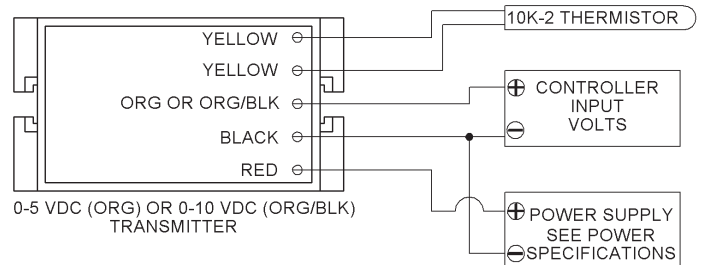 YELLOW
10K-2 THERMISTOR
YELLOW
ORG OR ORG/BLK
CONTROLLER
INPUT
VOLTS
BLACK
RED
POWER SUPPLY
SEE POWER
SPECIFICATIONS
0-5 VDC (ORG) OR 0-10 VDC (ORG/BLK)
TRANSMITTER